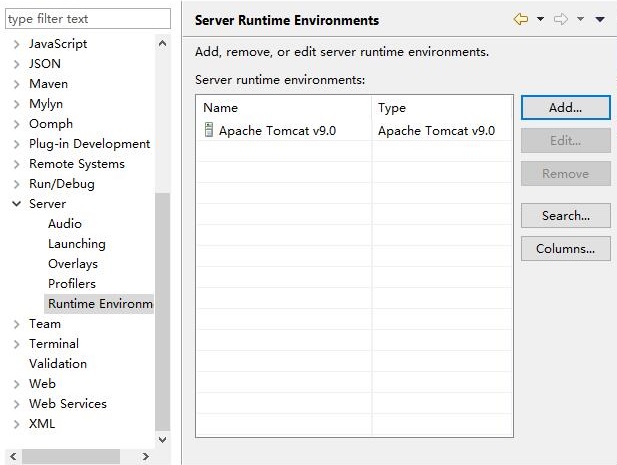 type filter text
JavaScript
JSON
Maven
Mylyn
Oomph
Plug-in Development
Remote Systems
Run/Debug
Server
Audio
Launching
Overlays
Profilers
Runtime Environm
Team
Terminal
Validation
Web
Web Services
XML
Server Runtime Environments
Add, remove, or edit server runtime environments.
Server runtime environments:
Name Type
Apache Tomcat v9.0 Apache Tomcat v9.0
Add...
Edit...
Remove
Search...
Columns...